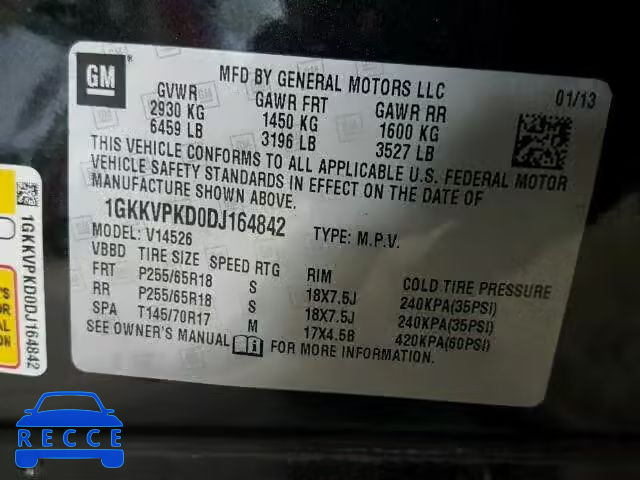 GM
MFD BY GENERAL MOTORS LLC
01/13
GVWR GAWR FRT GAWR RR
2930 KG 1450 KG 1600 KG
6459 LB 3196 LB 3527 LB
THIS VEHICLE CONFORMS TO ALL APPLICABLE U.S. FEDERAL MOTOR
VEHICLE SAFETY STANDARDS IN EFFECT ON THE DATE OF
MANUFACTURE SHOWN ABOVE.
1GKKVPKD0DJ164842
MODEL: V14526 TYPE: M.P.V.
VBBD TIRE SIZE SPEED RTG RIM COLD TIRE PRESSURE
FRT P255/65R18 S 18X7.5J 240KPA(35PSI)
RR P255/65R18 S 18X7.5J 240KPA(35PSI)
SPA T145/70R17 M 17X4.5B 420KPA(60PSI)
SEE OWNER'S MANUAL FOR MORE INFORMATION.
1GKKVPKD0DJ164842
RECCE